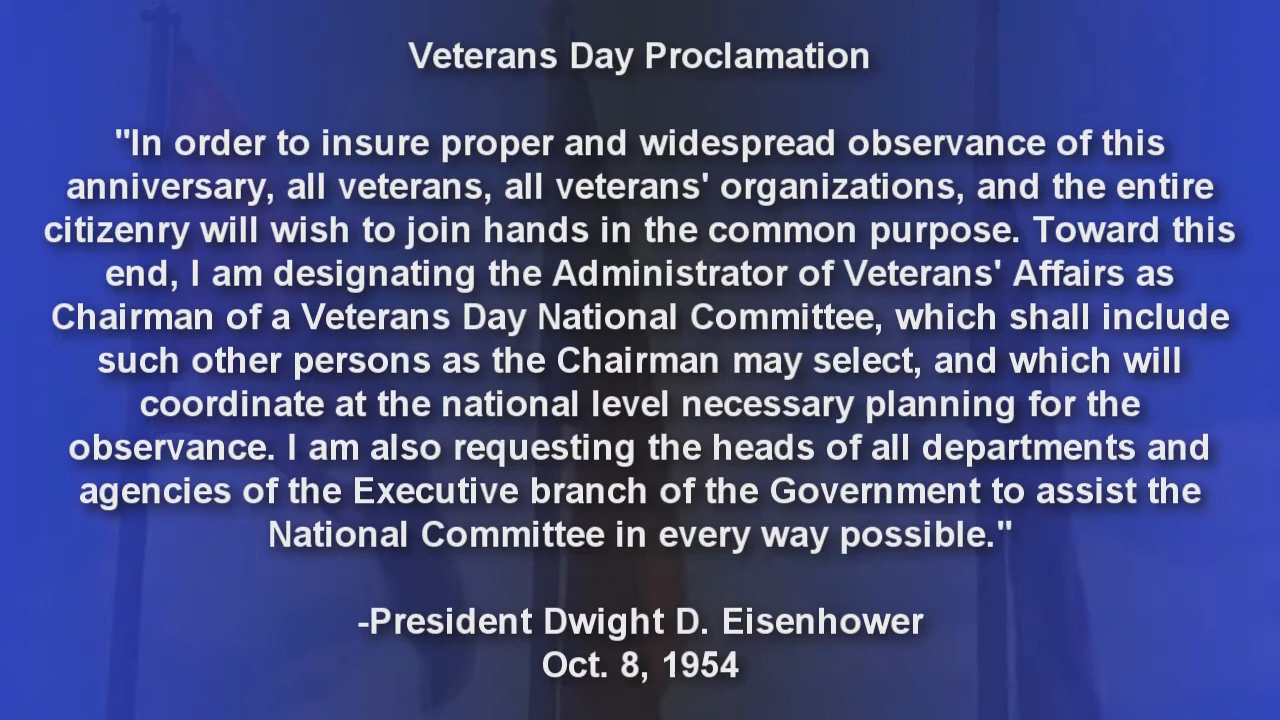 Veterans Day Proclamation
"In order to insure proper and widespread observance of this
anniversary, all veterans, all veterans' organizations, and the entire
citizenry will wish to join hands in the common purpose. Toward this
end, I am designating the Administrator of Veterans' Affairs as
Chairman of a Veterans Day National Committee, which shall include
such other persons as the Chairman may select, and which will
coordinate at the national level necessary planning for the
observance. I am also requesting the heads of all departments and
agencies of the Executive branch of the Government to assist the
National Committee in every way possible."
-President Dwight D. Eisenhower
Oct. 8, 1954